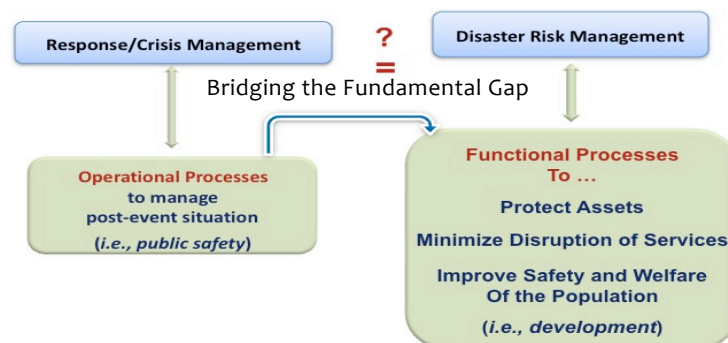 Response/Crisis Management
?
=
Disaster Risk Management
Bridging the Fundamental Gap
Operational Processes
to manage
post-event situation
(i.e., public safety)
Functional Processes
To ...
Protect Assets
Minimize Disruption of Services
Improve Safety and Welfare
Of the Population
(i.e., development)